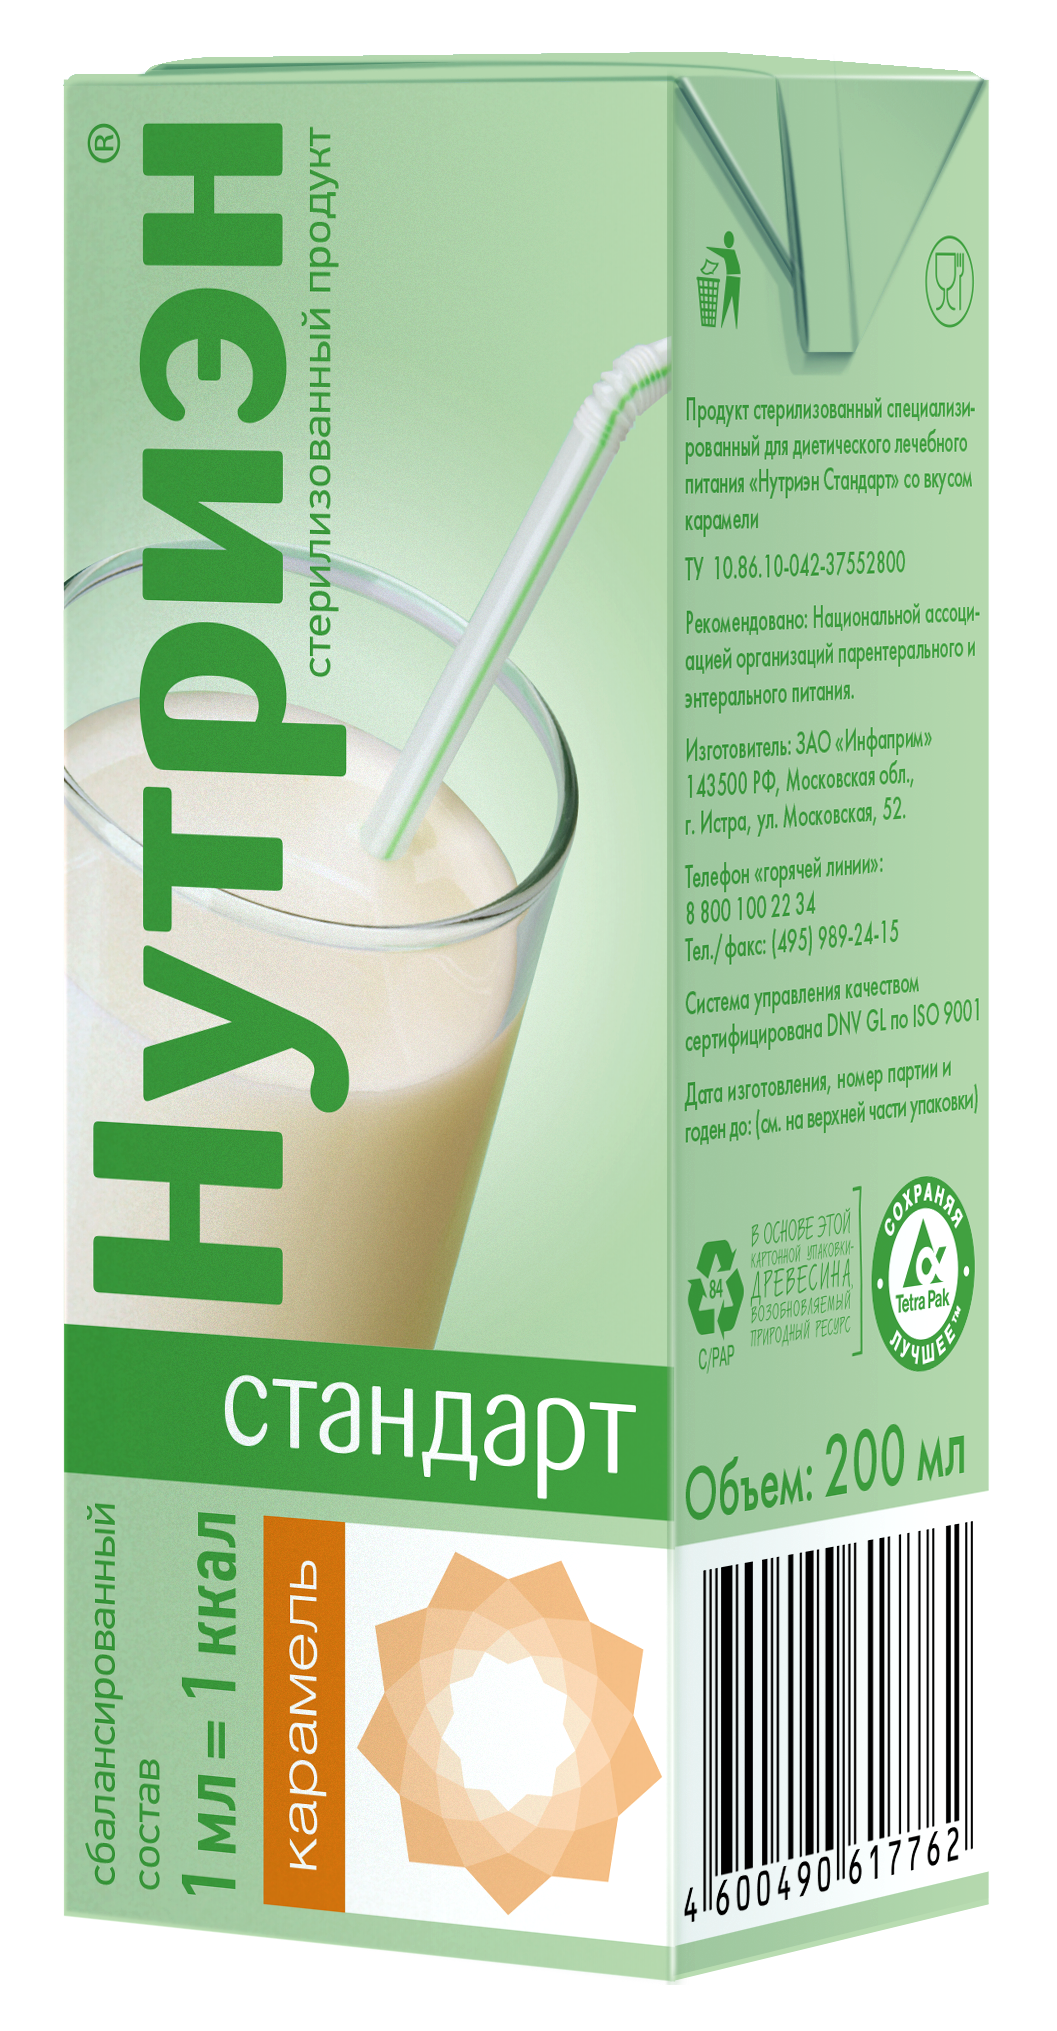 Нутриэн®
стерилизованный продукт
стандарт
сбалансированный
состав
1 мл = 1 ккал
карамель
Продукт стерилизованный специализи-
рованный для диетического лечебного
питания «Нутриэн Стандарт» со вкусом
карамели
ТУ 10.86.10-042-37552800
Рекомендовано: Национальной ассоци-
ацией организаций парентерального и
энтерального питания.
Изготовитель: ЗАО «Инфаприм»
143500 РФ, Московская обл.,
г. Истра, ул. Московская, 52.
Телефон «горячей линии»:
8 800 100 22 34
Тел./факс: (495) 989-24-15
Система управления качеством
сертифицирована DNV GL по ISO 9001
Дата изготовления, номер партии и
годен до: (см. на верхней части упаковки)
84
C/PAP
В ОСНОВЕ ЭТОЙ
КАРТОННОЙ УПАКОВКИ-
ДРЕВЕСИНА,
ВОЗОБНОВЛЯЕМЫЙ
ПРИРОДНЫЙ РЕСУРС
СОХРАНЯЯ
Tetra Pak
ЛУЧШЕЕ™
Объем: 200 мл
4 600490 617762